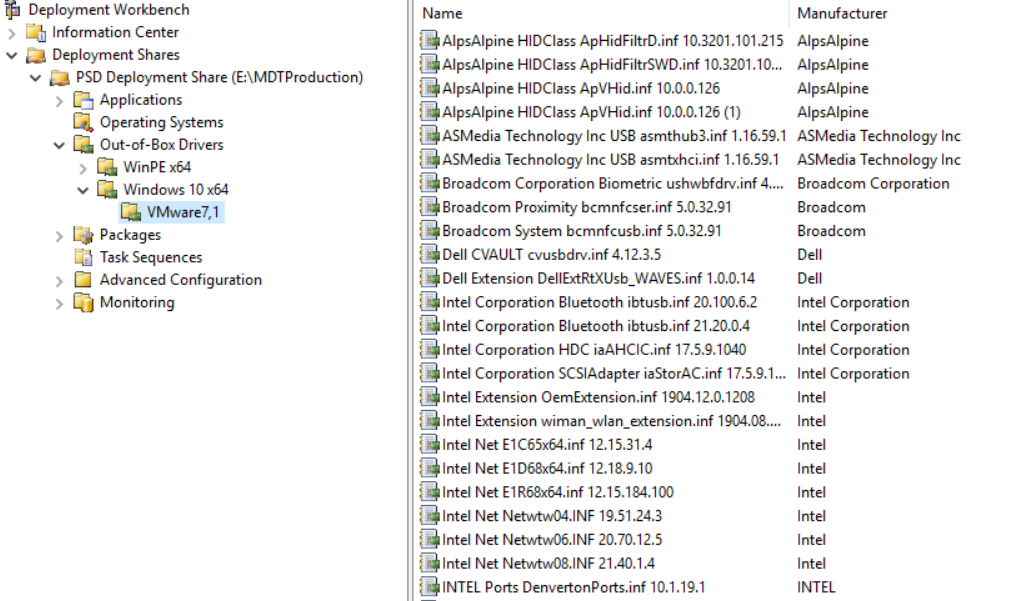 Deployment Workbench
Information Center
Deployment Shares
PSD Deployment Share (E:\MDTProduction)
Applications
Operating Systems
Out-of-Box Drivers
WinPE x64
Windows 10 x64
VMware7,1
Packages
Task Sequences
Advanced Configuration
Monitoring
Name Manufacturer
AlpsAlpine HIDClass ApHidFiltrD.inf 10.3201.101.215 AlpsAlpine
AlpsAlpine HIDClass ApHidFiltrSWD.inf 10.3201.10... AlpsAlpine
AlpsAlpine HIDClass ApVHid.inf 10.0.0.126 AlpsAlpine
AlpsAlpine HIDClass ApVHid.inf 10.0.0.126 (1) AlpsAlpine
ASMedia Technology Inc USB asmthub3.inf 1.16.59.1 ASMedia Technology Inc
ASMedia Technology Inc USB asmtxhci.inf 1.16.59.1 ASMedia Technology Inc
Broadcom Corporation Biometric ushwbfdrv.inf 4.... Broadcom Corporation
Broadcom Proximity bcmnfcser.inf 5.0.32.91 Broadcom
Broadcom System bcmnfcusb.inf 5.0.32.91 Broadcom
Dell CVAULT cvusbdrv.inf 4.12.3.5 Dell
Dell Extension DellExtRtXUsb_WAVES.inf 1.0.0.14 Dell
Intel Corporation Bluetooth ibtusb.inf 20.100.6.2 Intel Corporation
Intel Corporation Bluetooth ibtusb.inf 21.20.0.4 Intel Corporation
Intel Corporation HDC iaAHCIC.inf 17.5.9.1040 Intel Corporation
Intel Corporation SCSIAdapter iaStorAC.inf 17.5.9.1... Intel Corporation
Intel Extension OemExtension.inf 1904.12.0.1208 Intel
Intel Extension wiman_wlan_extension.inf 1904.08.... Intel
Intel Net E1C65x64.inf 12.15.31.4 Intel
Intel Net E1D68x64.inf 12.18.9.10 Intel
Intel Net E1R68x64.inf 12.15.184.100 Intel
Intel Net Netwtw04.INF 19.51.24.3 Intel
Intel Net Netwtw06.INF 20.70.12.5 Intel
Intel Net Netwtw08.INF 21.40.1.4 Intel
INTEL Ports DenvertonPorts.inf 10.1.19.1 INTEL